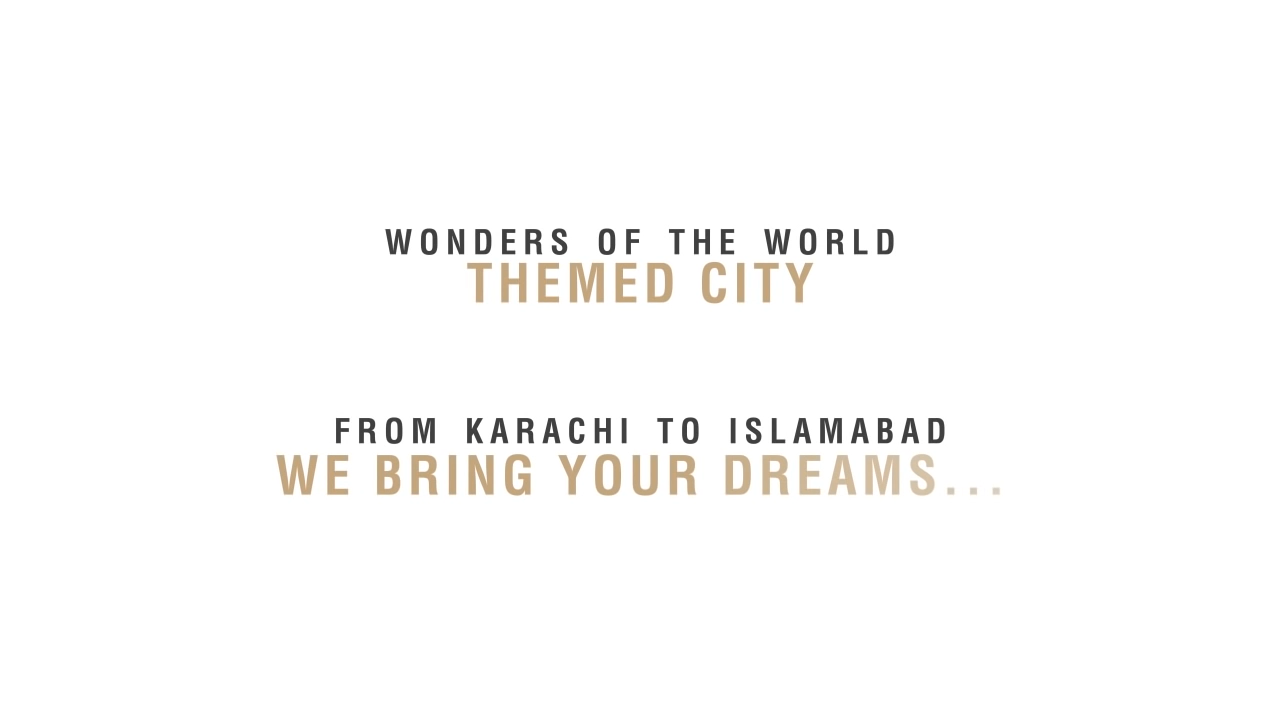 WONDERS OF THE WORLD
THEMED CITY
FROM KARACHI TO ISLAMABAD
WE BRING YOUR DREAMS...